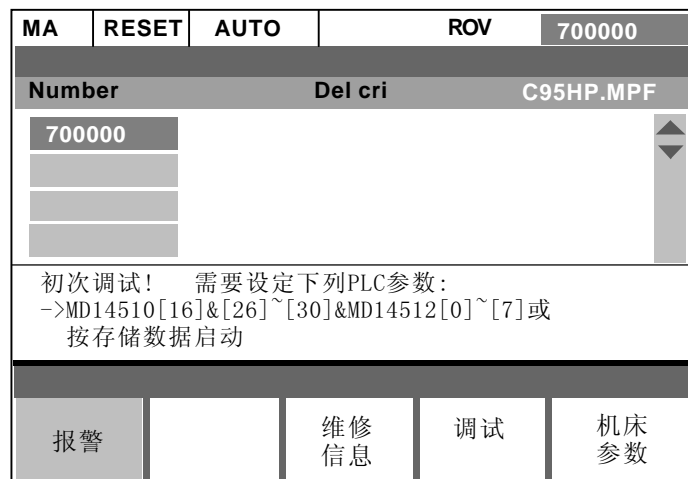 MA RESET AUTO ROV 700000
Number Del cri C95HP.MPF
700000
初次调试! 需要设定下列PLC参数:
->MD14510[16]&[26]~[30]&MD14512[0]~[7]或
按存储数据启动
报警 维修信息 调试 机床参数